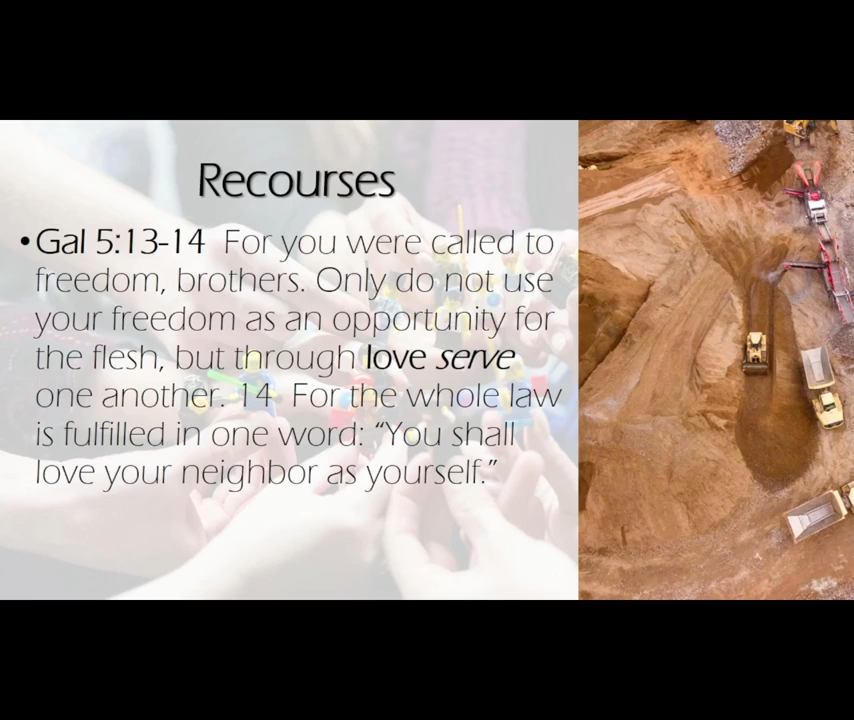 Recourses
•Gal 5:13-14  For you were called to
freedom, brothers. Only do not use
your freedom as an opportunity for
the flesh, but through love serve
one another. 14  For the whole law
is fulfilled in one word: “You shall
love your neighbor as yourself.”